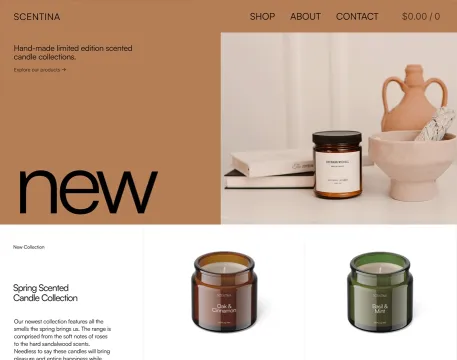 SCENTINA
SHOP ABOUT CONTACT $0.00 / 0
Hand-made limited edition scented
candle collections.
Explore our products →
new
New Collection
Spring Scented
Candle Collection
Our newest collection features all the
smells the spring brings us. The range is
comprised from the soft notes of roses
to the hard sandalwood scents.
Needless to say these candles will bring
pleasure and entire happiness while
SCENTINA
Oak &
Cinnamon
SCENTINA
Basil &
Mint